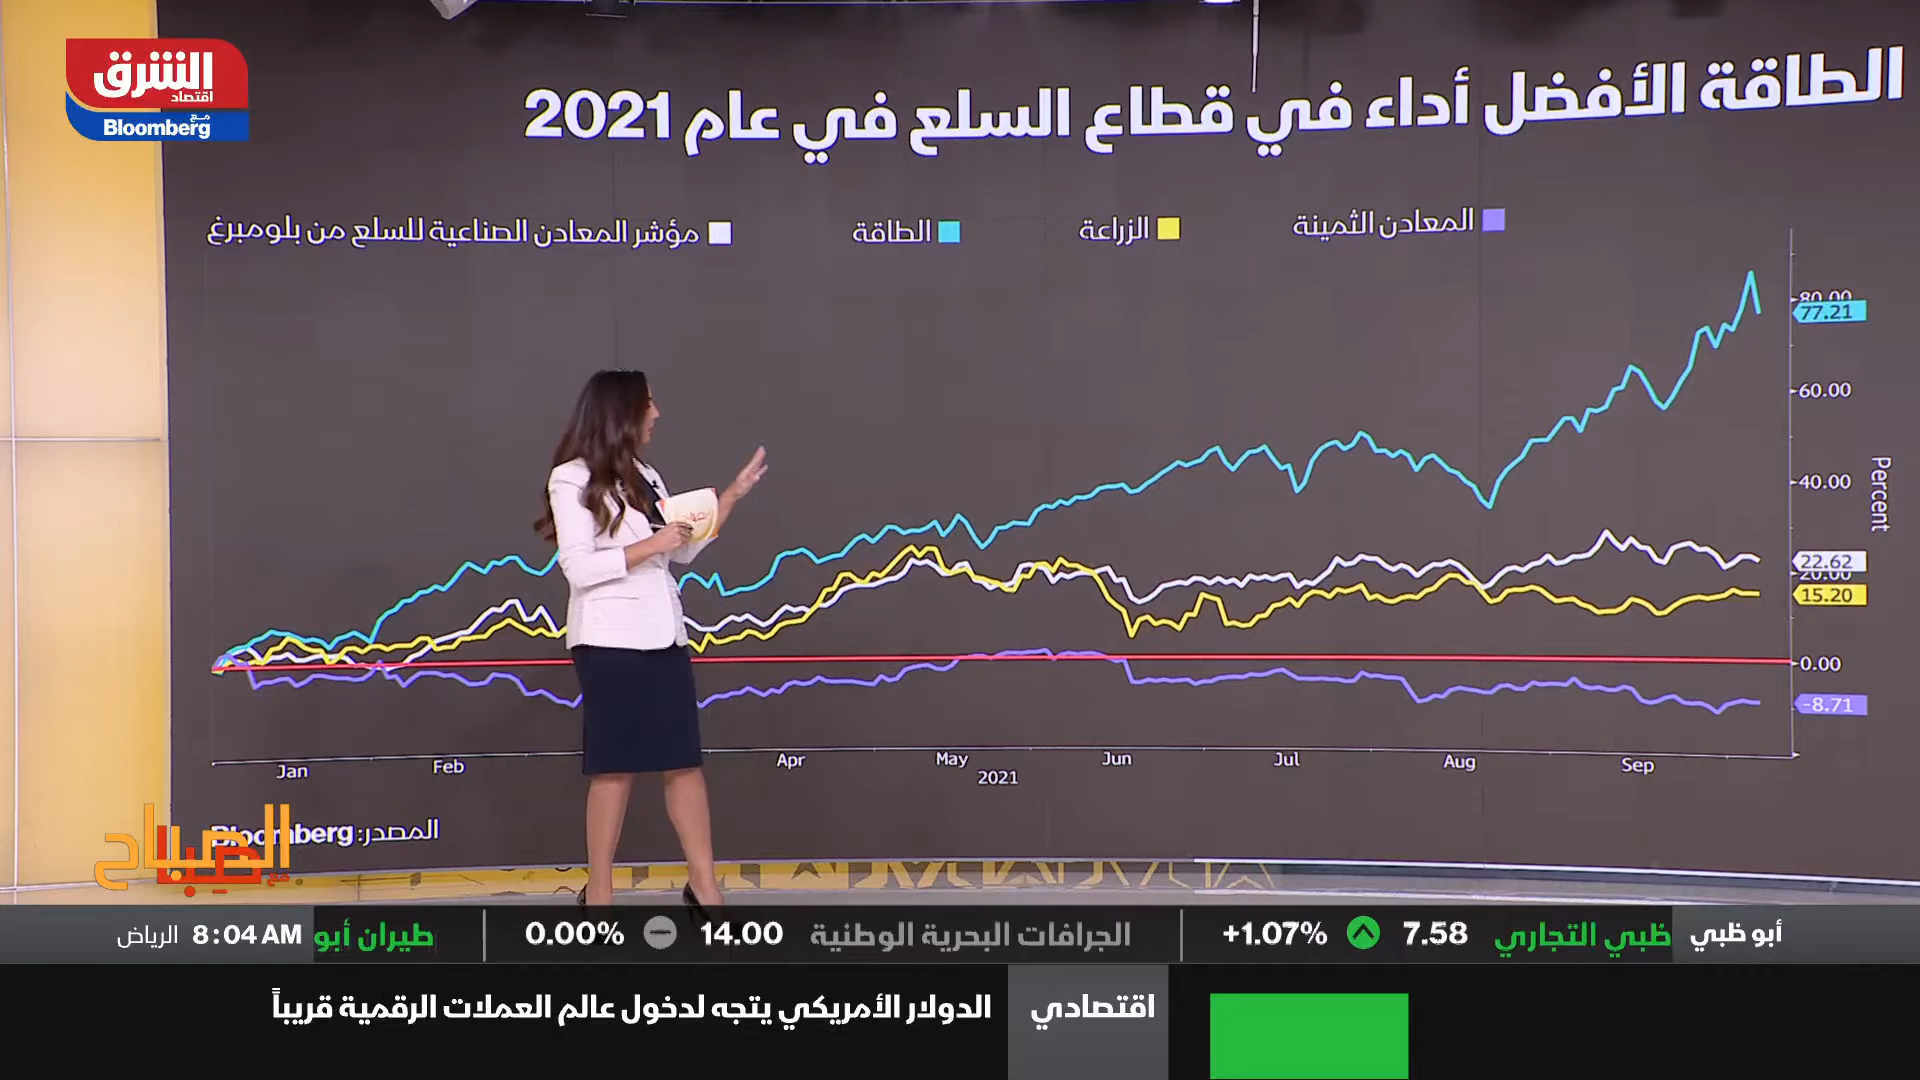 الشرق
اقتصاد
مع
Bloomberg
الطاقة الأفضل أداء في قطاع السلع في عام 2021
المعادن الثمينة
الزراعة
الطاقة
مؤشر المعادن الصناعية للسلع من بلومبرغ
80.00
77.21
60.00
40.00
Percent
22.62
20.00
15.20
0.00
-8.71
Jan Feb Apr May Jun Jul Aug Sep
2021
المصدر: Bloomberg
الصباح
مع
أبو ظبي ظبي التجاري 7.58 +1.07% الجرافات البحرية الوطنية 14.00 0.00% طيران أبو
الرياض 8:04 AM
اقتصادي
الدولار الأمريكي يتجه لدخول عالم العملات الرقمية قريباً